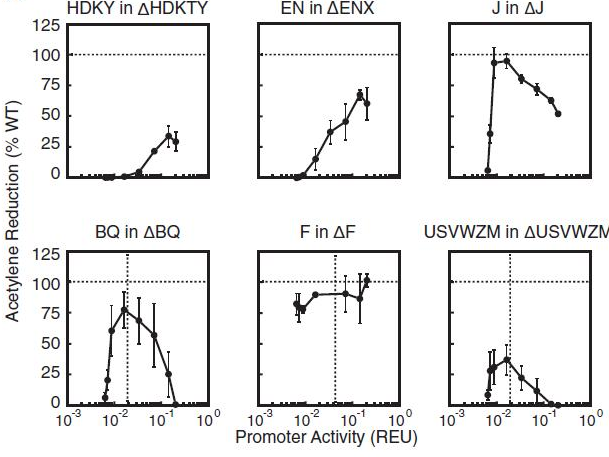 HDKY in ΔHDKTY
EN in ΔENX
J in ΔJ
125
100
75
50
25
0
BQ in ΔBQ
F in ΔF
USVWZM in ΔUSVWZM
125
100
75
50
25
0
10-3 10-2 10-1 100
10-3 10-2 10-1 100
10-3 10-2 10-1 100
Acetylene Reduction (% WT)
Promoter Activity (REU)